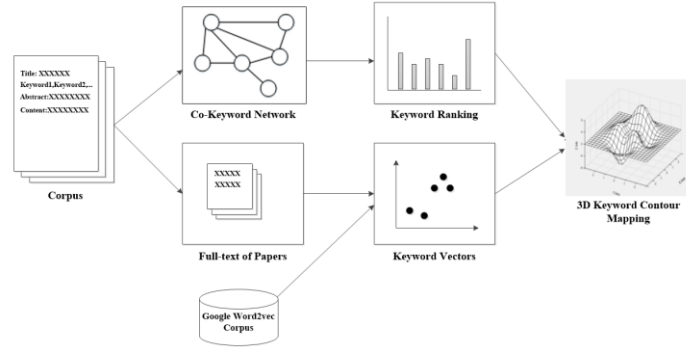 Title: XXXXXX
Keyword1,Keyword2,...
Abstract:XXXXXXXX
Content:XXXXXXXX
Corpus
Co-Keyword Network
Keyword Ranking
XXXXX
XXXXX
Full-text of Papers
Keyword Vectors
Google Word2vec
Corpus
3D Keyword Contour
Mapping